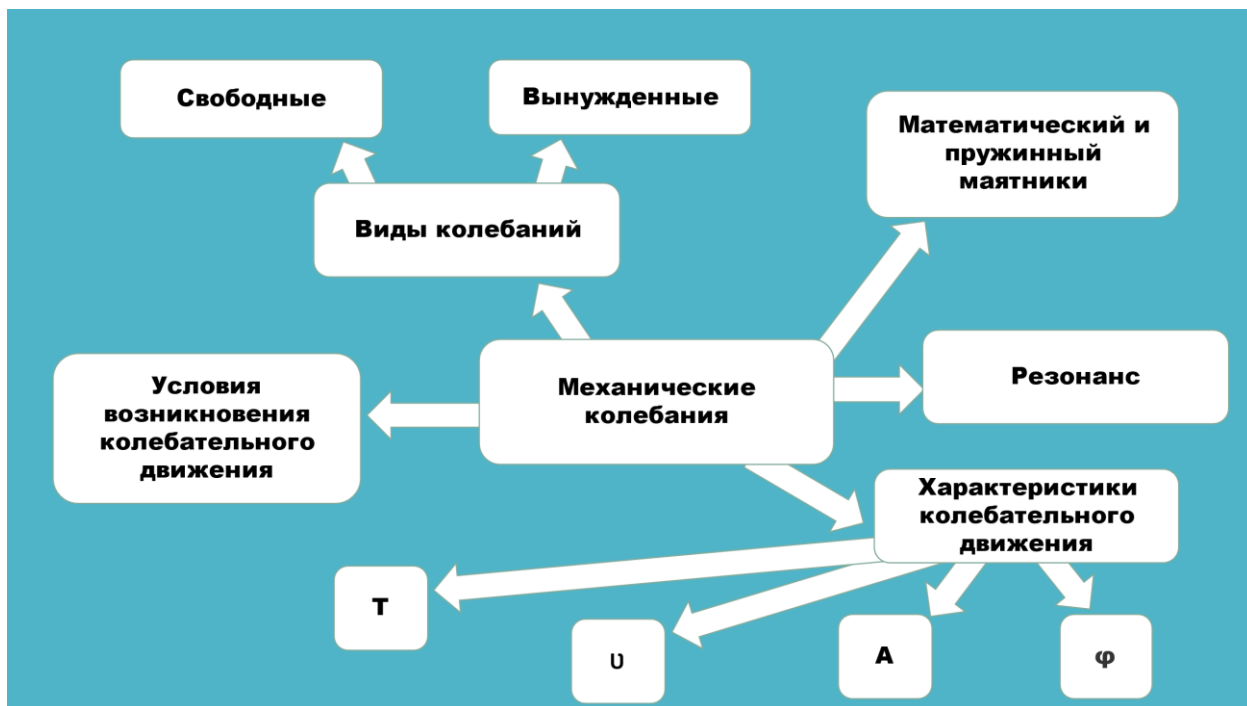 Свободные
Вынужденные
Математический и
пружинный
маятники
Виды колебаний
Условия
возникновения
колебательного
движения
Механические
колебания
Резонанс
Характеристики
колебательного
движения
Т
υ
А
φ